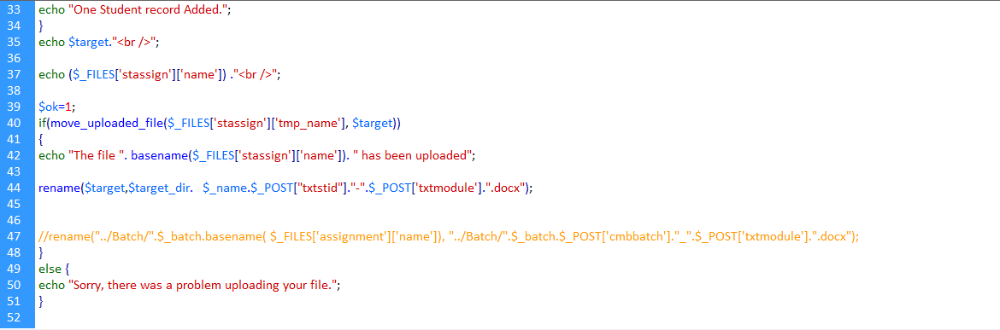 33 echo "One Student record Added.";
34 }
35 echo $target."<br />";
36
37 echo ($_FILES['stassign']['name']) ."<br />";
38
39 $ok=1;
40 if(move_uploaded_file($_FILES['stassign']['tmp_name'], $target))
41 {
42 echo "The file ". basename($_FILES['stassign']['name']). " has been uploaded";
43
44 rename($target,$target_dir.   $_name.$_POST["txtstid"]."-".$_POST['txtmodule'].".docx");
45
46
47 //rename("../Batch/".$_batch.basename( $_FILES['assignment']['name']), "../Batch/".$_batch.$_POST['cmbbatch']."_".$_POST['txtmodule'].".docx");
48 }
49 else {
50 echo "Sorry, there was a problem uploading your file.";
51 }
52